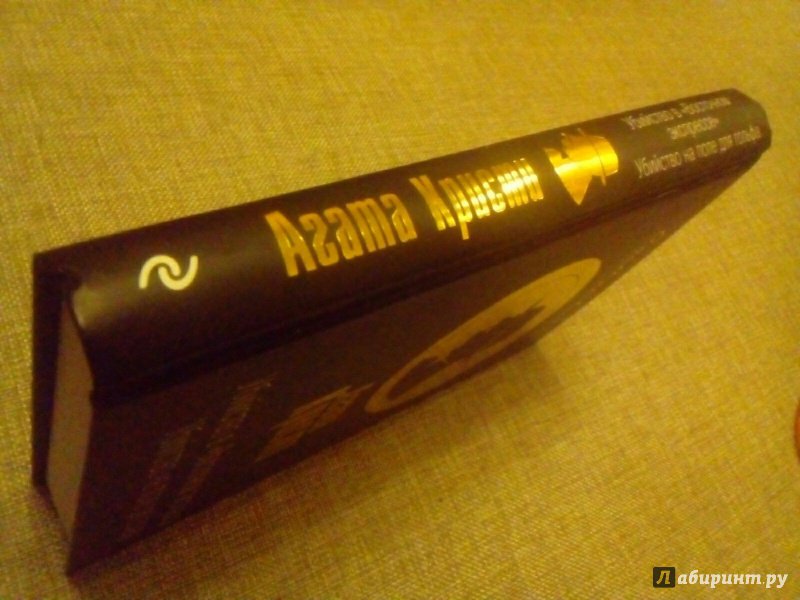 Агата Кристи
Убийство в «Восточном
экспрессе»
Убийство на поле для гольфа
Лабиринт.ру